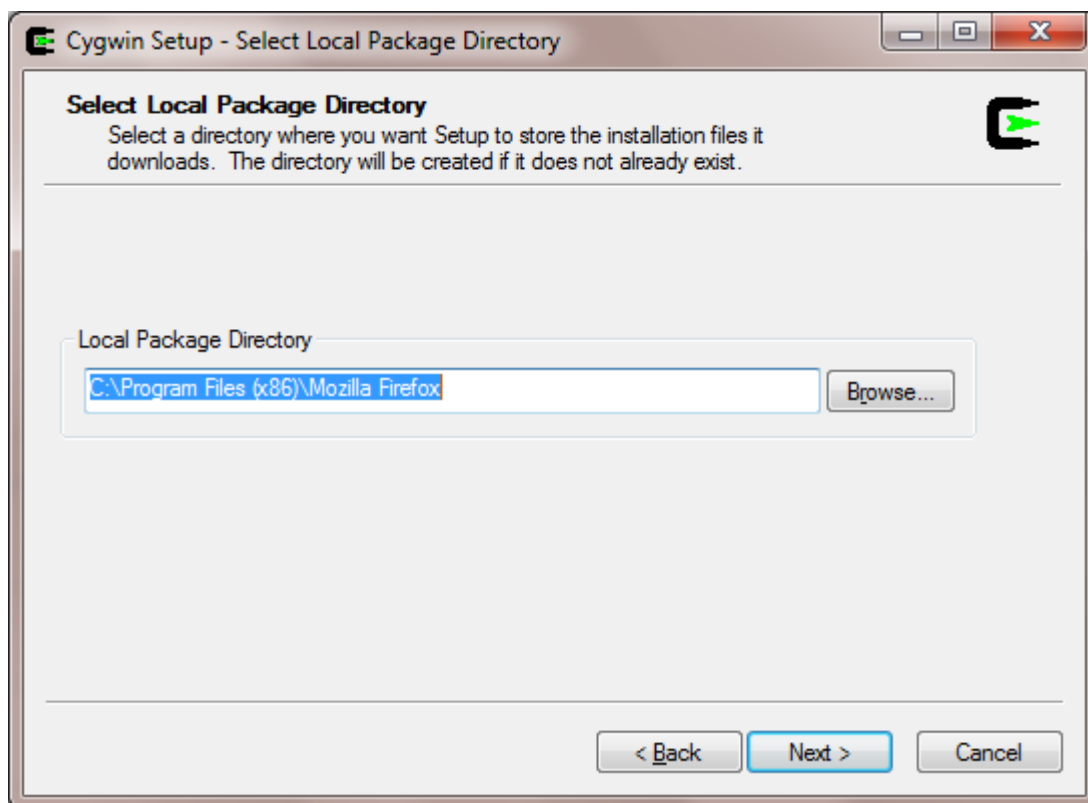 Cygwin Setup - Select Local Package Directory
Select Local Package Directory
Select a directory where you want Setup to store the installation files it
downloads.  The directory will be created if it does not already exist.
Local Package Directory
C:\Program Files (x86)\Mozilla Firefox
Browse...
< Back
Next >
Cancel